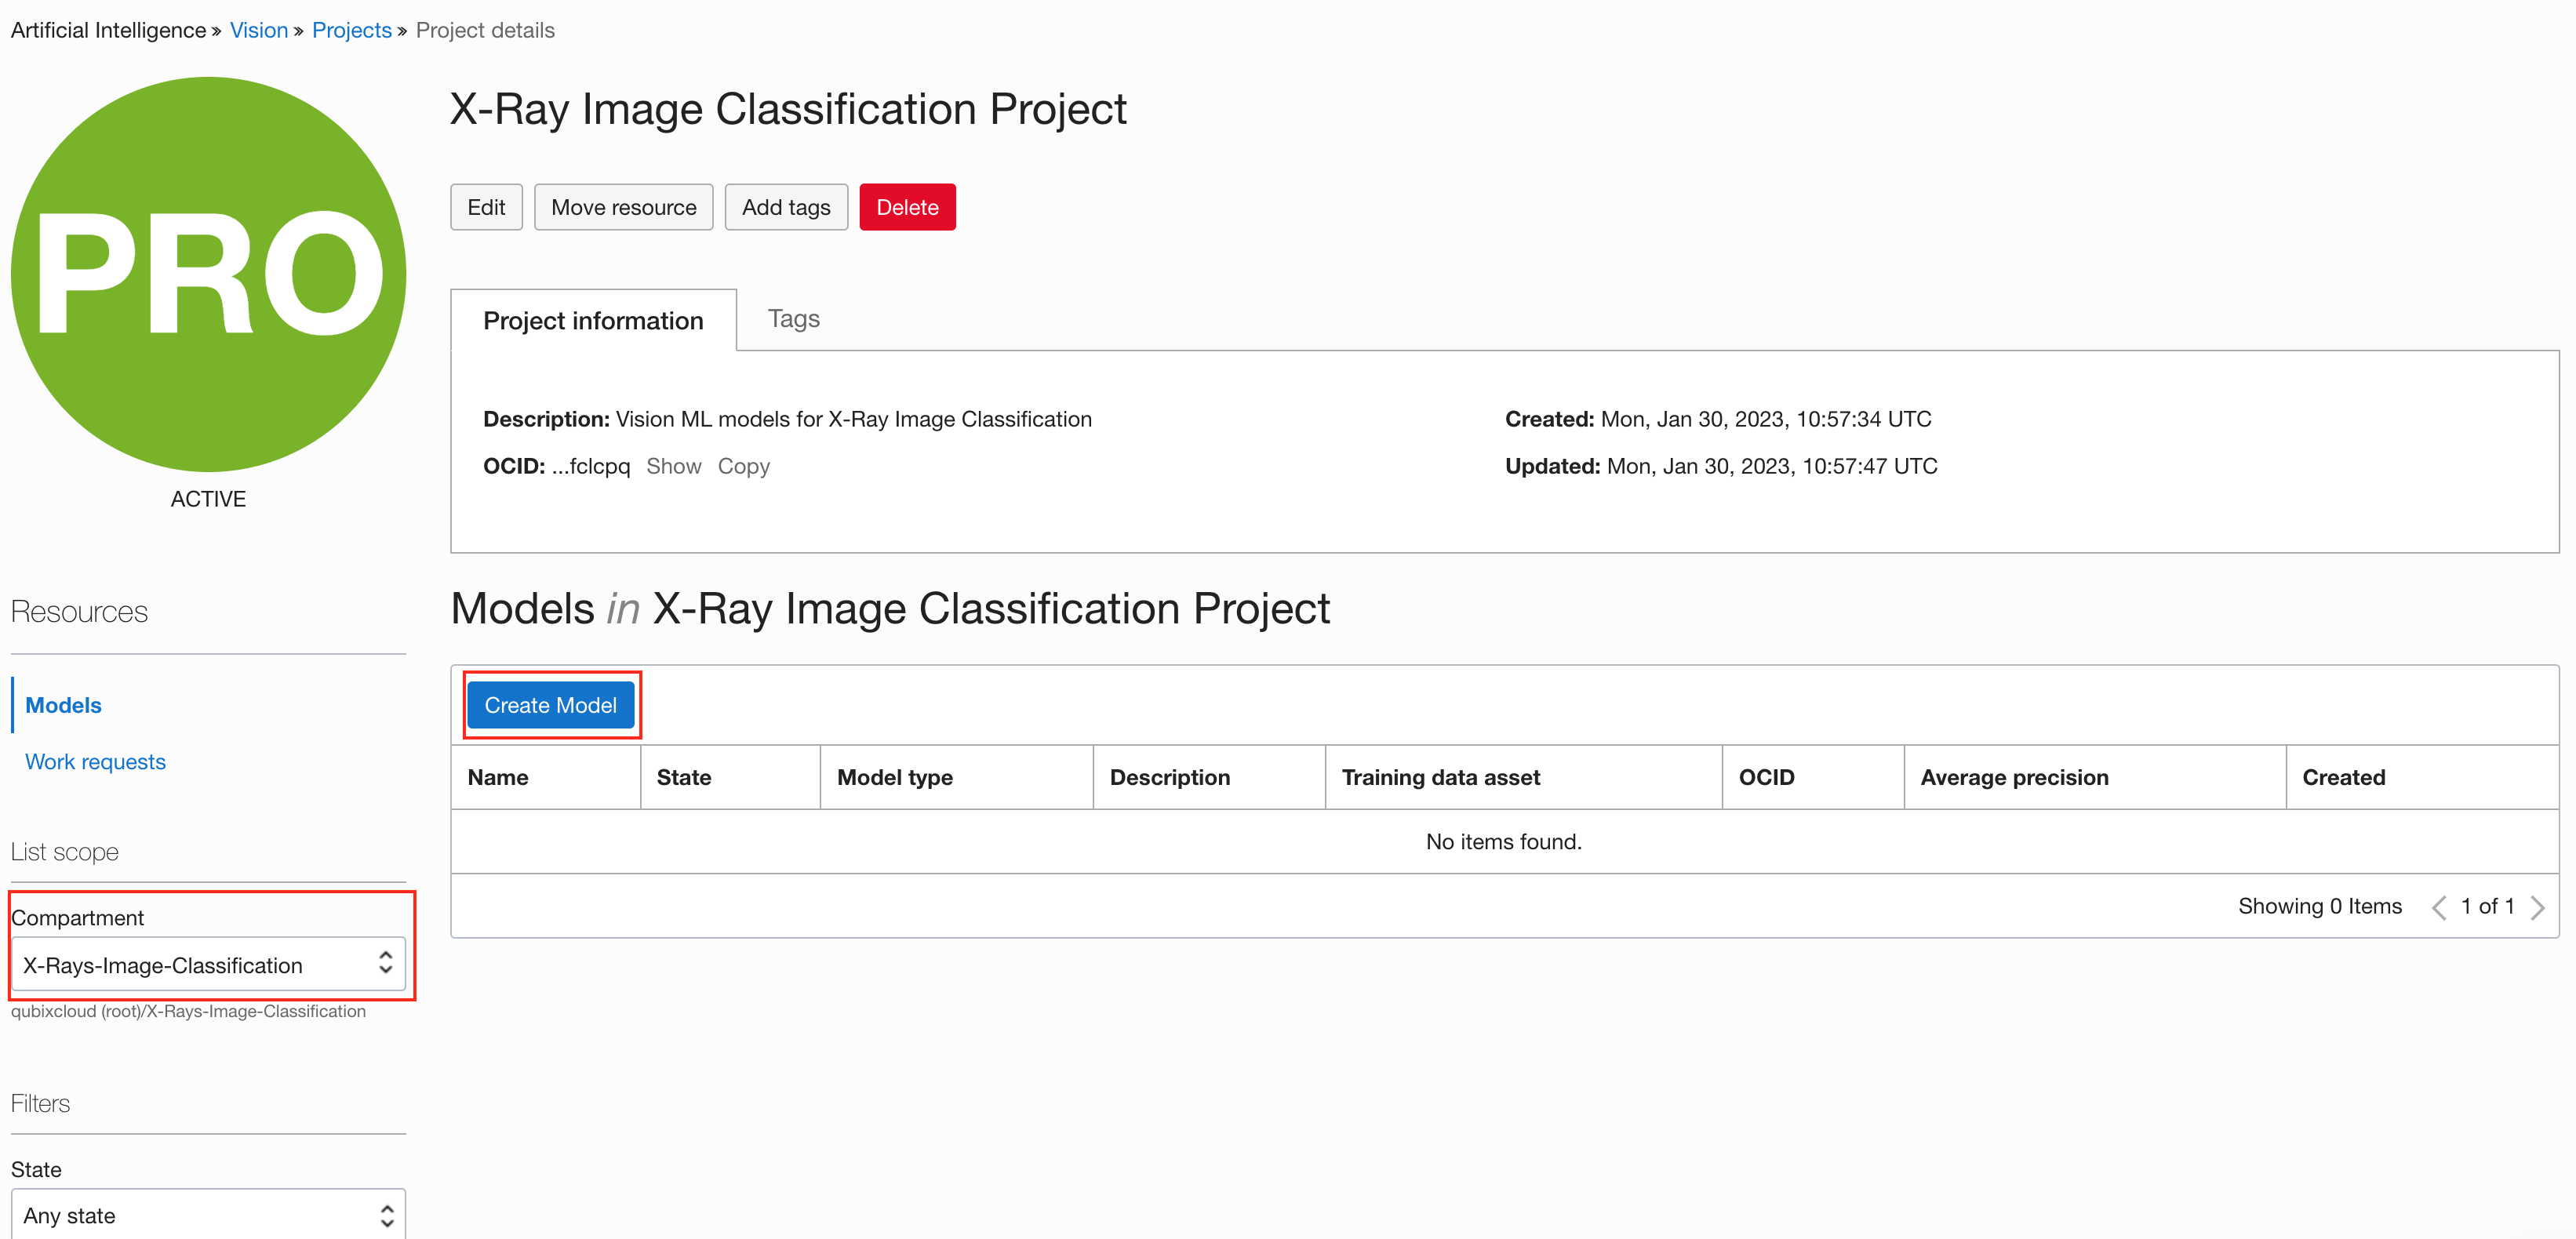 Artificial Intelligence » Vision » Projects » Project details
PRO
ACTIVE
X-Ray Image Classification Project
Edit Move resource Add tags Delete
Project information Tags
Description: Vision ML models for X-Ray Image Classification
OCID: ...fclcpq Show Copy
Created: Mon, Jan 30, 2023, 10:57:34 UTC
Updated: Mon, Jan 30, 2023, 10:57:47 UTC
Resources
Models
Work requests
List scope
Compartment
X-Rays-Image-Classification
qubixcloud (root)/X-Rays-Image-Classification
Filters
State
Any state
Models in X-Ray Image Classification Project
Create Model
Name State Model type Description Training data asset OCID Average precision Created
No items found.
Showing 0 Items < 1 of 1 >